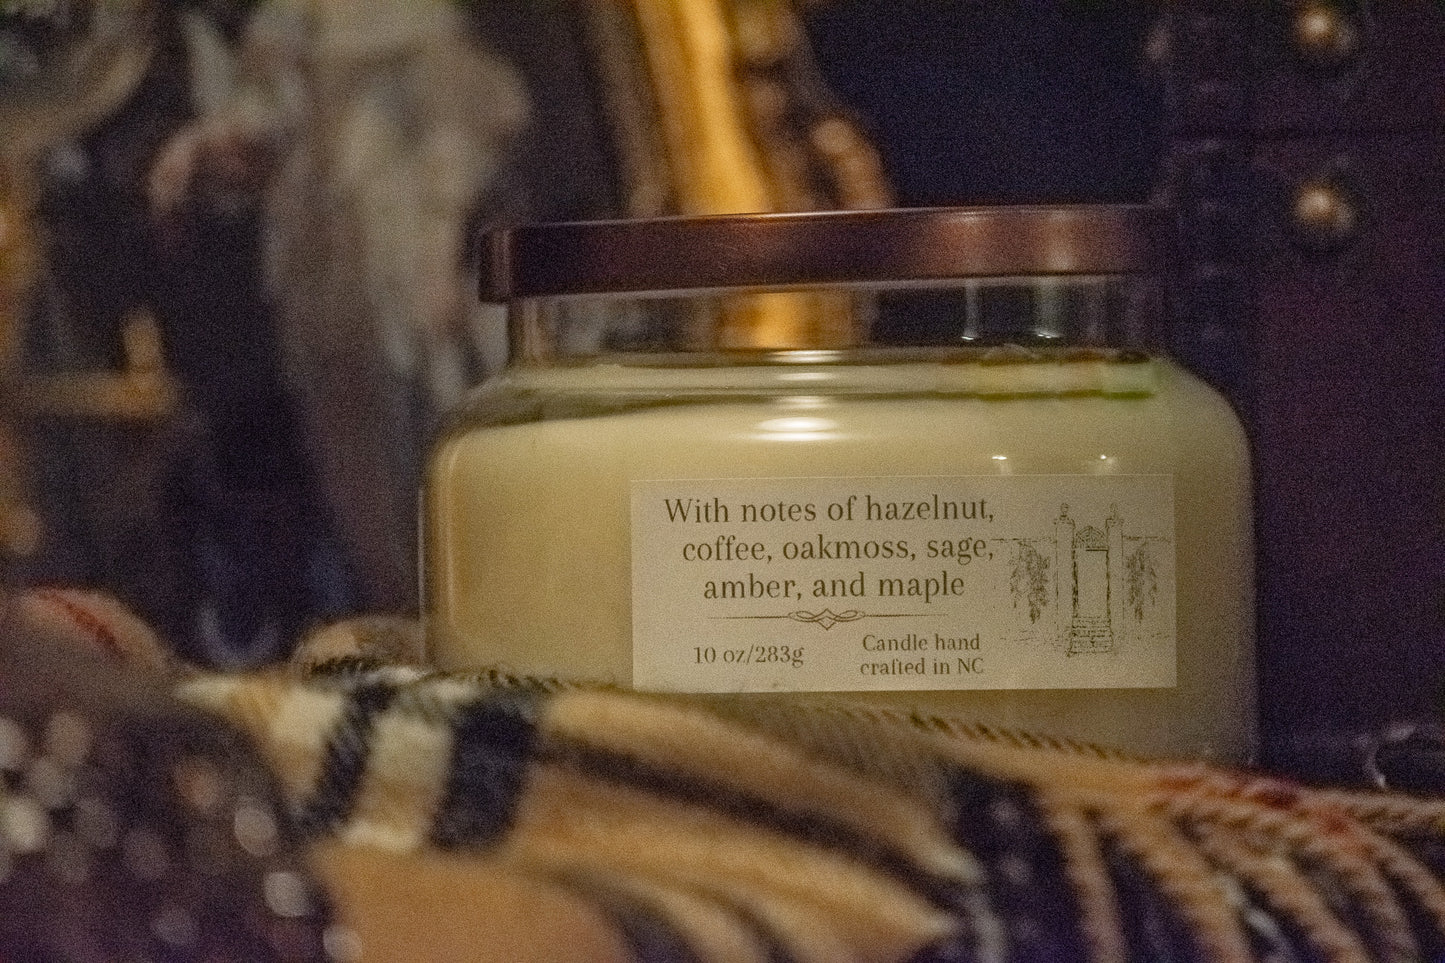 With notes of hazelnut,
coffee, oakmoss, sage,
amber, and maple
10 oz/283g
Candle hand
crafted in NC